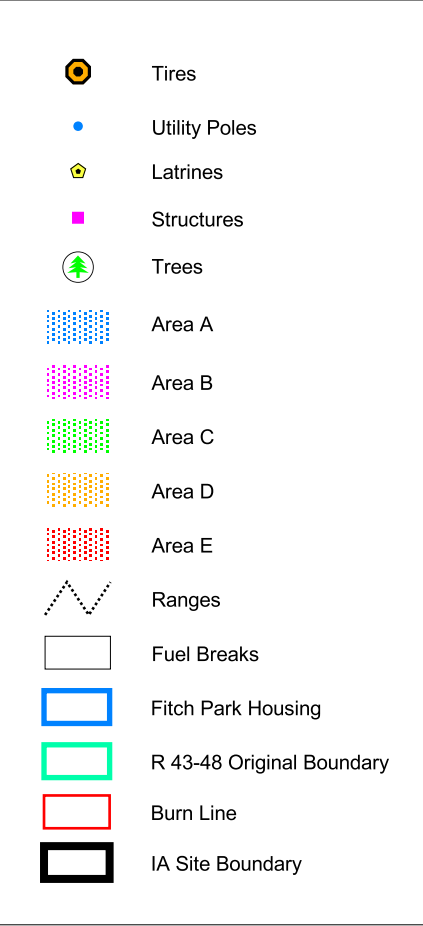 Tires
Utility Poles
Latrines
Structures
Trees
Area A
Area B
Area C
Area D
Area E
Ranges
Fuel Breaks
Fitch Park Housing
R 43-48 Original Boundary
Burn Line
IA Site Boundary